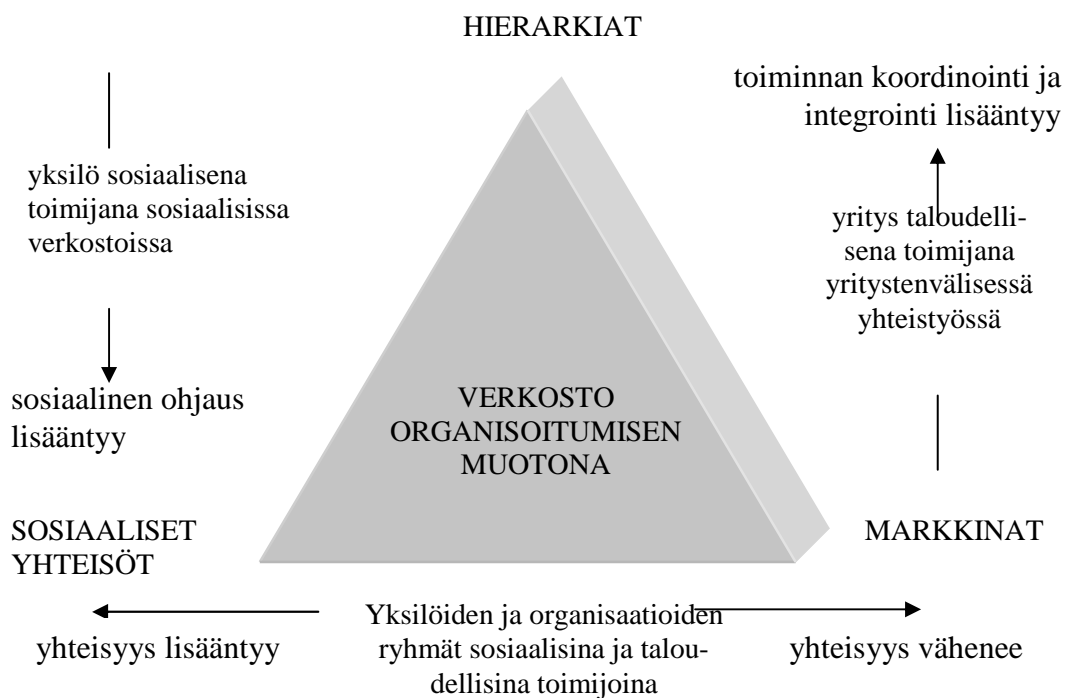 HIERARKIAT
toiminnan koordinointi ja
integrointi lisääntyy
yksilö sosiaalisena
toimijana sosiaalisissa
verkostoissa
yritys taloudelli-
sena toimijana
yritystenvälisessä
yhteistyössä
sosiaalinen ohjaus
lisääntyy
VERKOSTO
ORGANISOITUMISEN
MUOTONA
SOSIAALISET
YHTEISÖT
MARKKINAT
yhteisyys lisääntyy
Yksilöiden ja organisaatioiden
ryhmät sosiaalisina ja talou-
dellisina toimijoina
yhteisyys vähenee